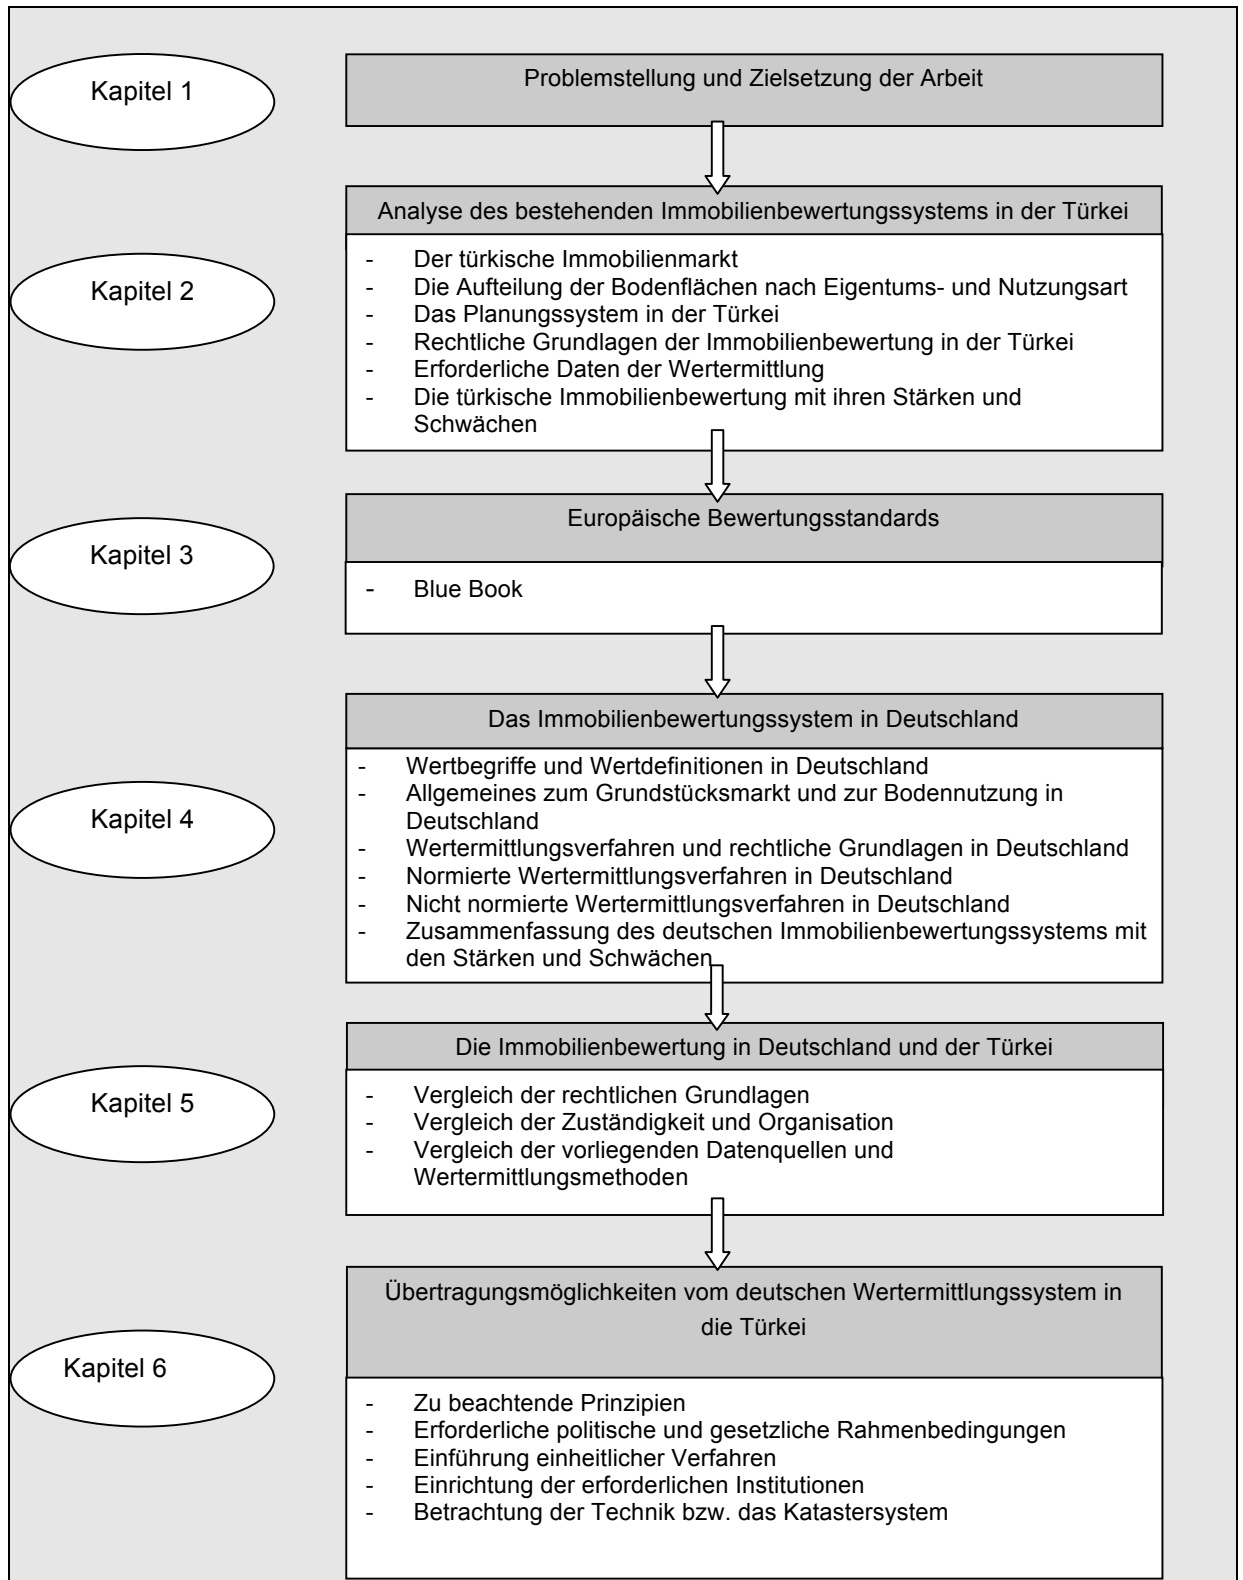 Kapitel 1
Problemstellung und Zielsetzung der Arbeit
Kapitel 2
Analyse des bestehenden Immobilienbewertungssystems in der Türkei
- Der türkische Immobilienmarkt
- Die Aufteilung der Bodenflächen nach Eigentums- und Nutzungsart
- Das Planungssystem in der Türkei
- Rechtliche Grundlagen der Immobilienbewertung in der Türkei
- Erforderliche Daten der Wertermittlung
- Die türkische Immobilienbewertung mit ihren Stärken und
Schwächen
Kapitel 3
Europäische Bewertungsstandards
- Blue Book
Kapitel 4
Das Immobilienbewertungssystem in Deutschland
- Wertbegriffe und Wertdefinitionen in Deutschland
- Allgemeines zum Grundstücksmarkt und zur Bodennutzung in
Deutschland
- Wertermittlungsverfahren und rechtliche Grundlagen in Deutschland
- Normierte Wertermittlungsverfahren in Deutschland
- Nicht normierte Wertermittlungsverfahren in Deutschland
- Zusammenfassung des deutschen Immobilienbewertungssystems mit
den Stärken und Schwächen
Kapitel 5
Die Immobilienbewertung in Deutschland und der Türkei
- Vergleich der rechtlichen Grundlagen
- Vergleich der Zuständigkeit und Organisation
- Vergleich der vorliegenden Datenquellen und
Wertermittlungsmethoden
Kapitel 6
Übertragungsmöglichkeiten vom deutschen Wertermittlungssystem in
die Türkei
- Zu beachtende Prinzipien
- Erforderliche politische und gesetzliche Rahmenbedingungen
- Einführung einheitlicher Verfahren
- Einrichtung der erforderlichen Institutionen
- Betrachtung der Technik bzw. das Katastersystem